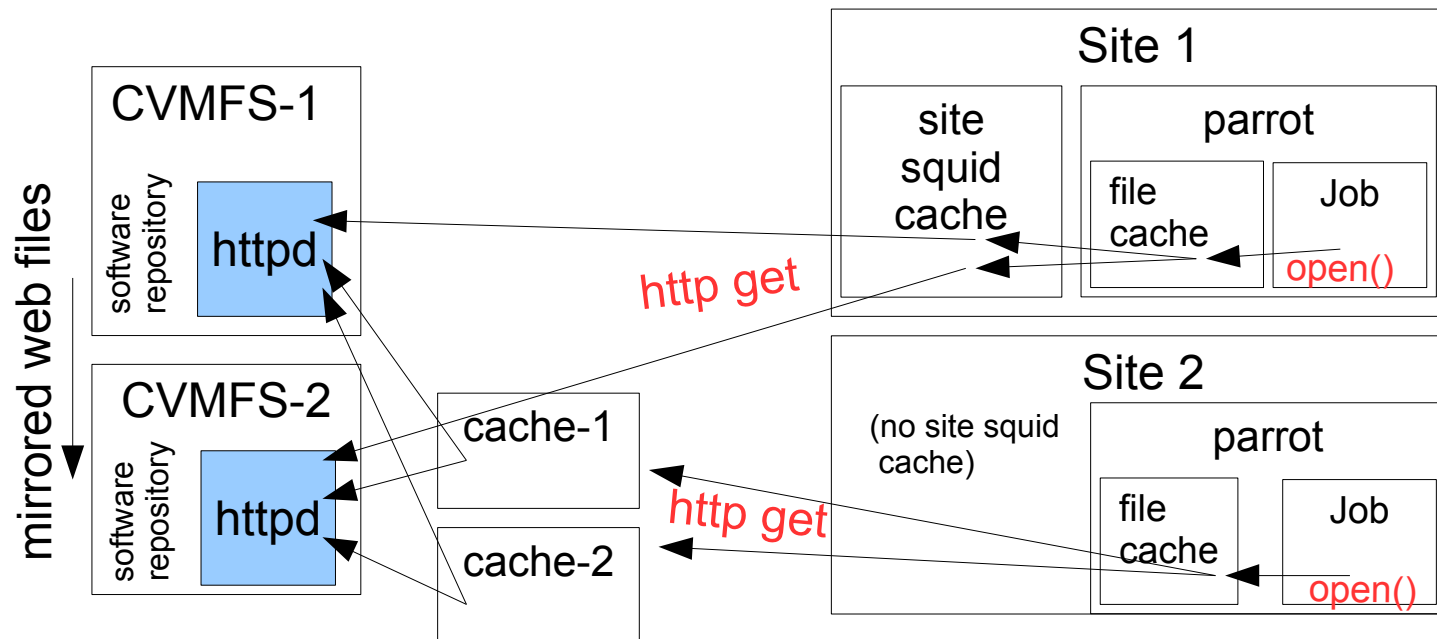 mirrored web files
CVMFS-1
software
repository
httpd
CVMFS-2
software
repository
httpd
cache-1
cache-2
http get
http get
Site 1
site
squid
cache
parrot
file
cache
Job
open()
Site 2
(no site squid
cache)
parrot
file
cache
Job
open()